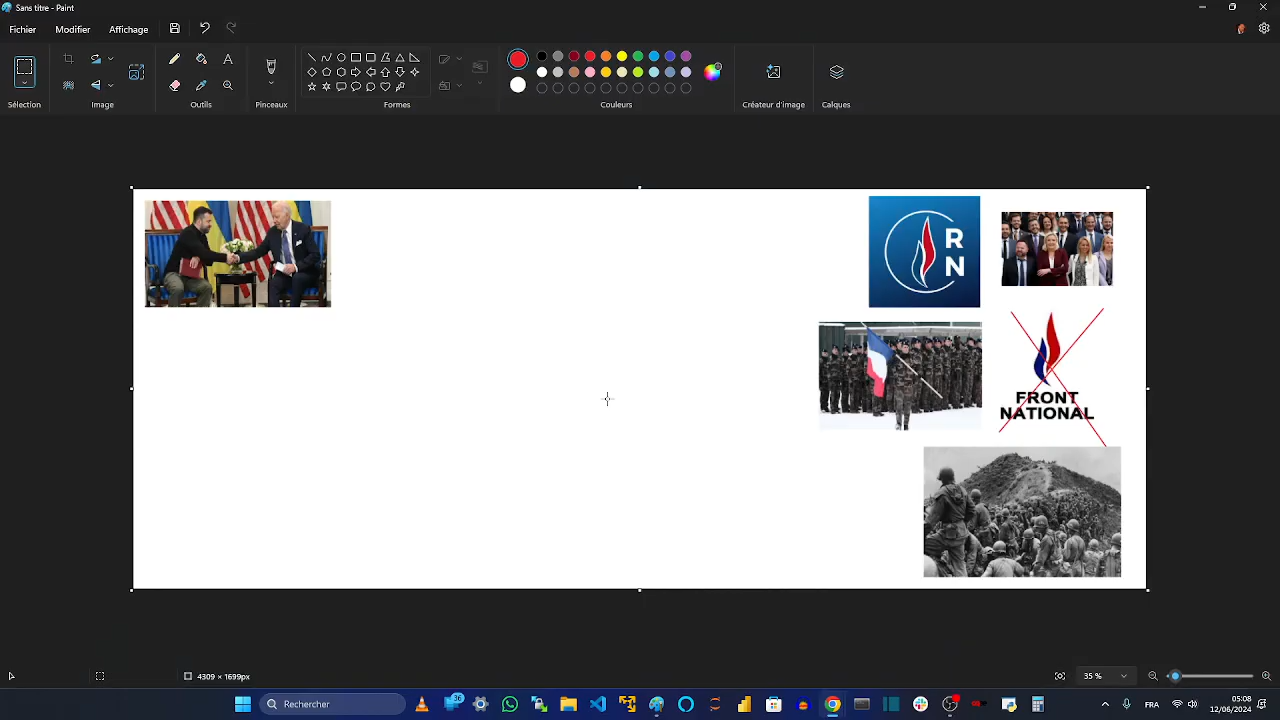 Sans titre - Paint
Fichier Modifier Affichage
Sélection Image Outils Pinceaux Formes Couleurs Créateur d'image Calques
R
N
FRONT
NATIONAL
4309 × 1699px 35 %
Rechercher 36 FRA 05:08
12/06/2024